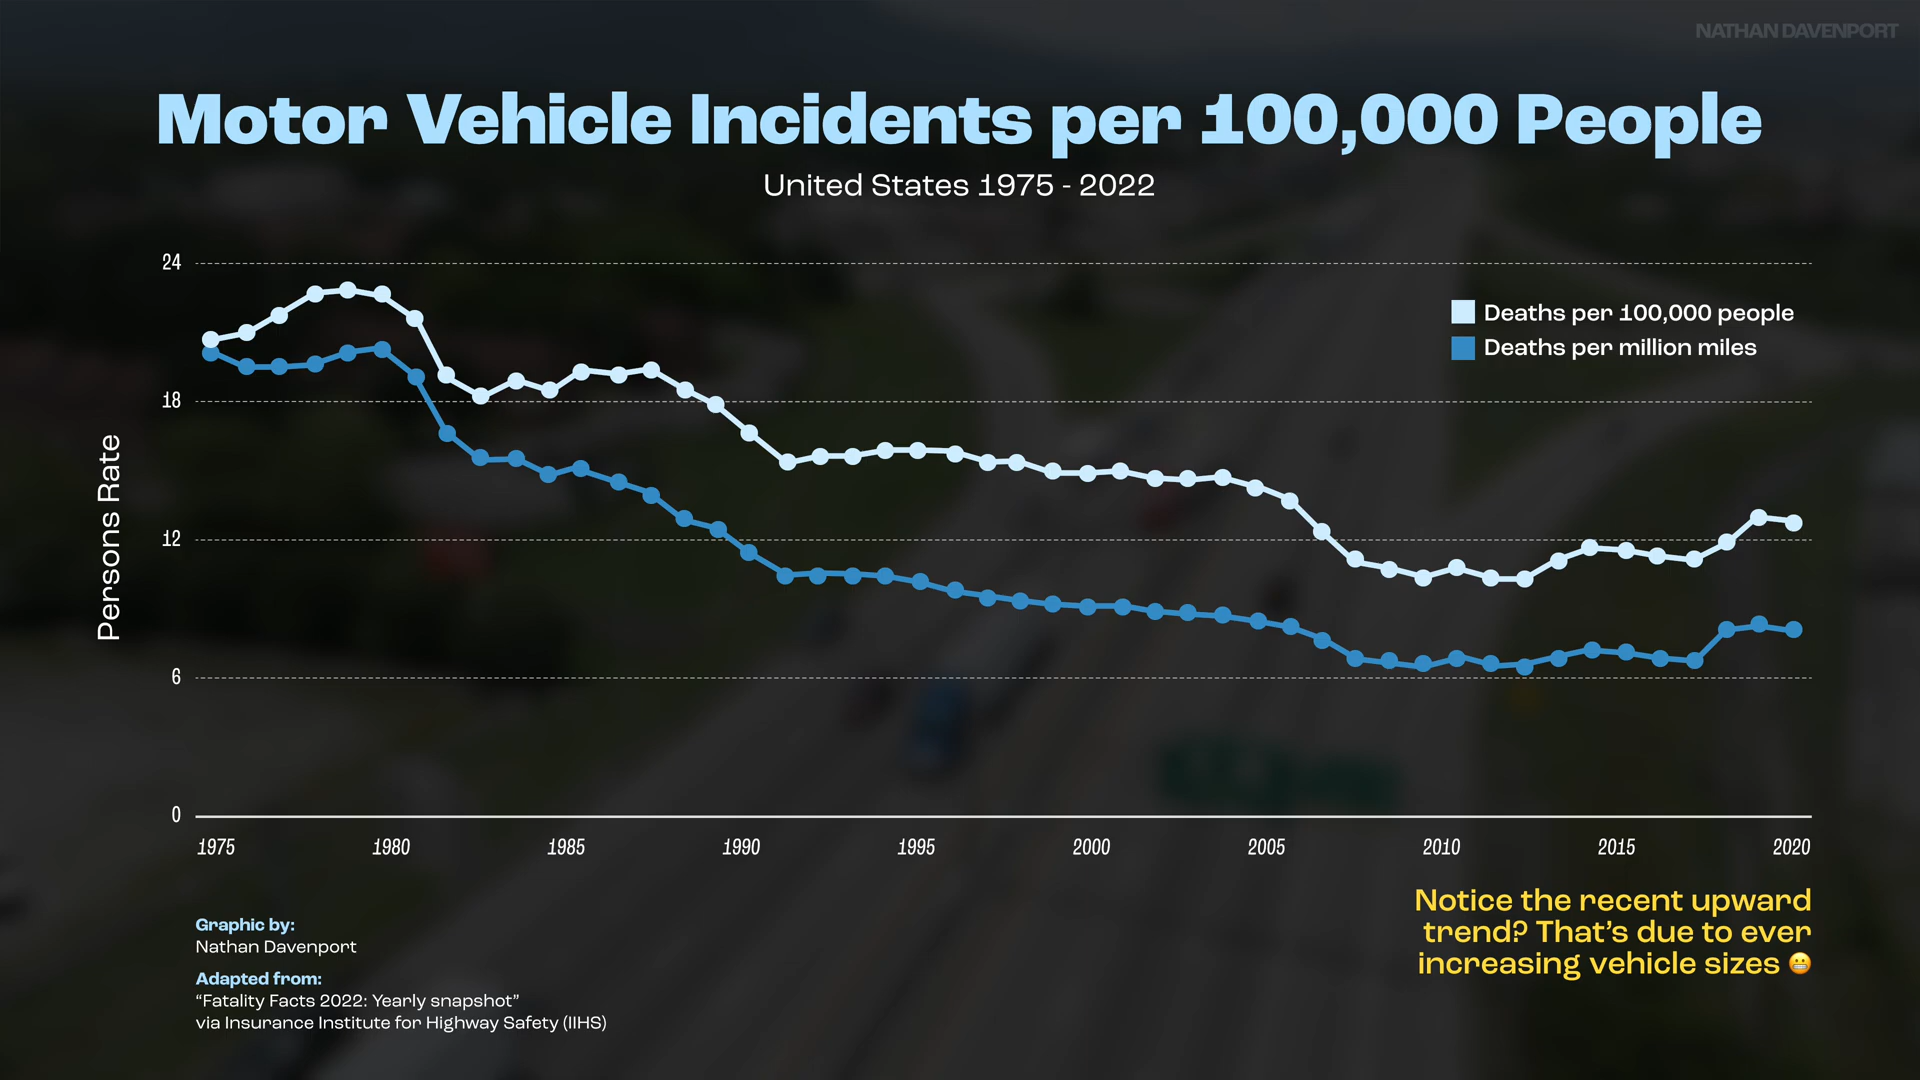 NATHAN DAVENPORT
Motor Vehicle Incidents per 100,000 People
United States 1975 - 2022
24
18
12
6
0
Persons Rate
Deaths per 100,000 people
Deaths per million miles
1975 1980 1985 1990 1995 2000 2005 2010 2015 2020
Graphic by:
Nathan Davenport
Adapted from:
“Fatality Facts 2022: Yearly snapshot”
via Insurance Institute for Highway Safety (IIHS)
Notice the recent upward
trend? That’s due to ever
increasing vehicle sizes 😬